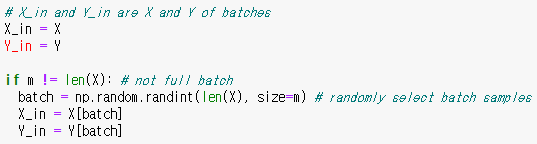 # X_in and Y_in are X and Y of batches
X_in = X
Y_in = Y
if m != len(X): # not full batch
batch = np.random.randint(len(X), size=m) # randomly select batch samples
X_in = X[batch]
Y_in = Y[batch]